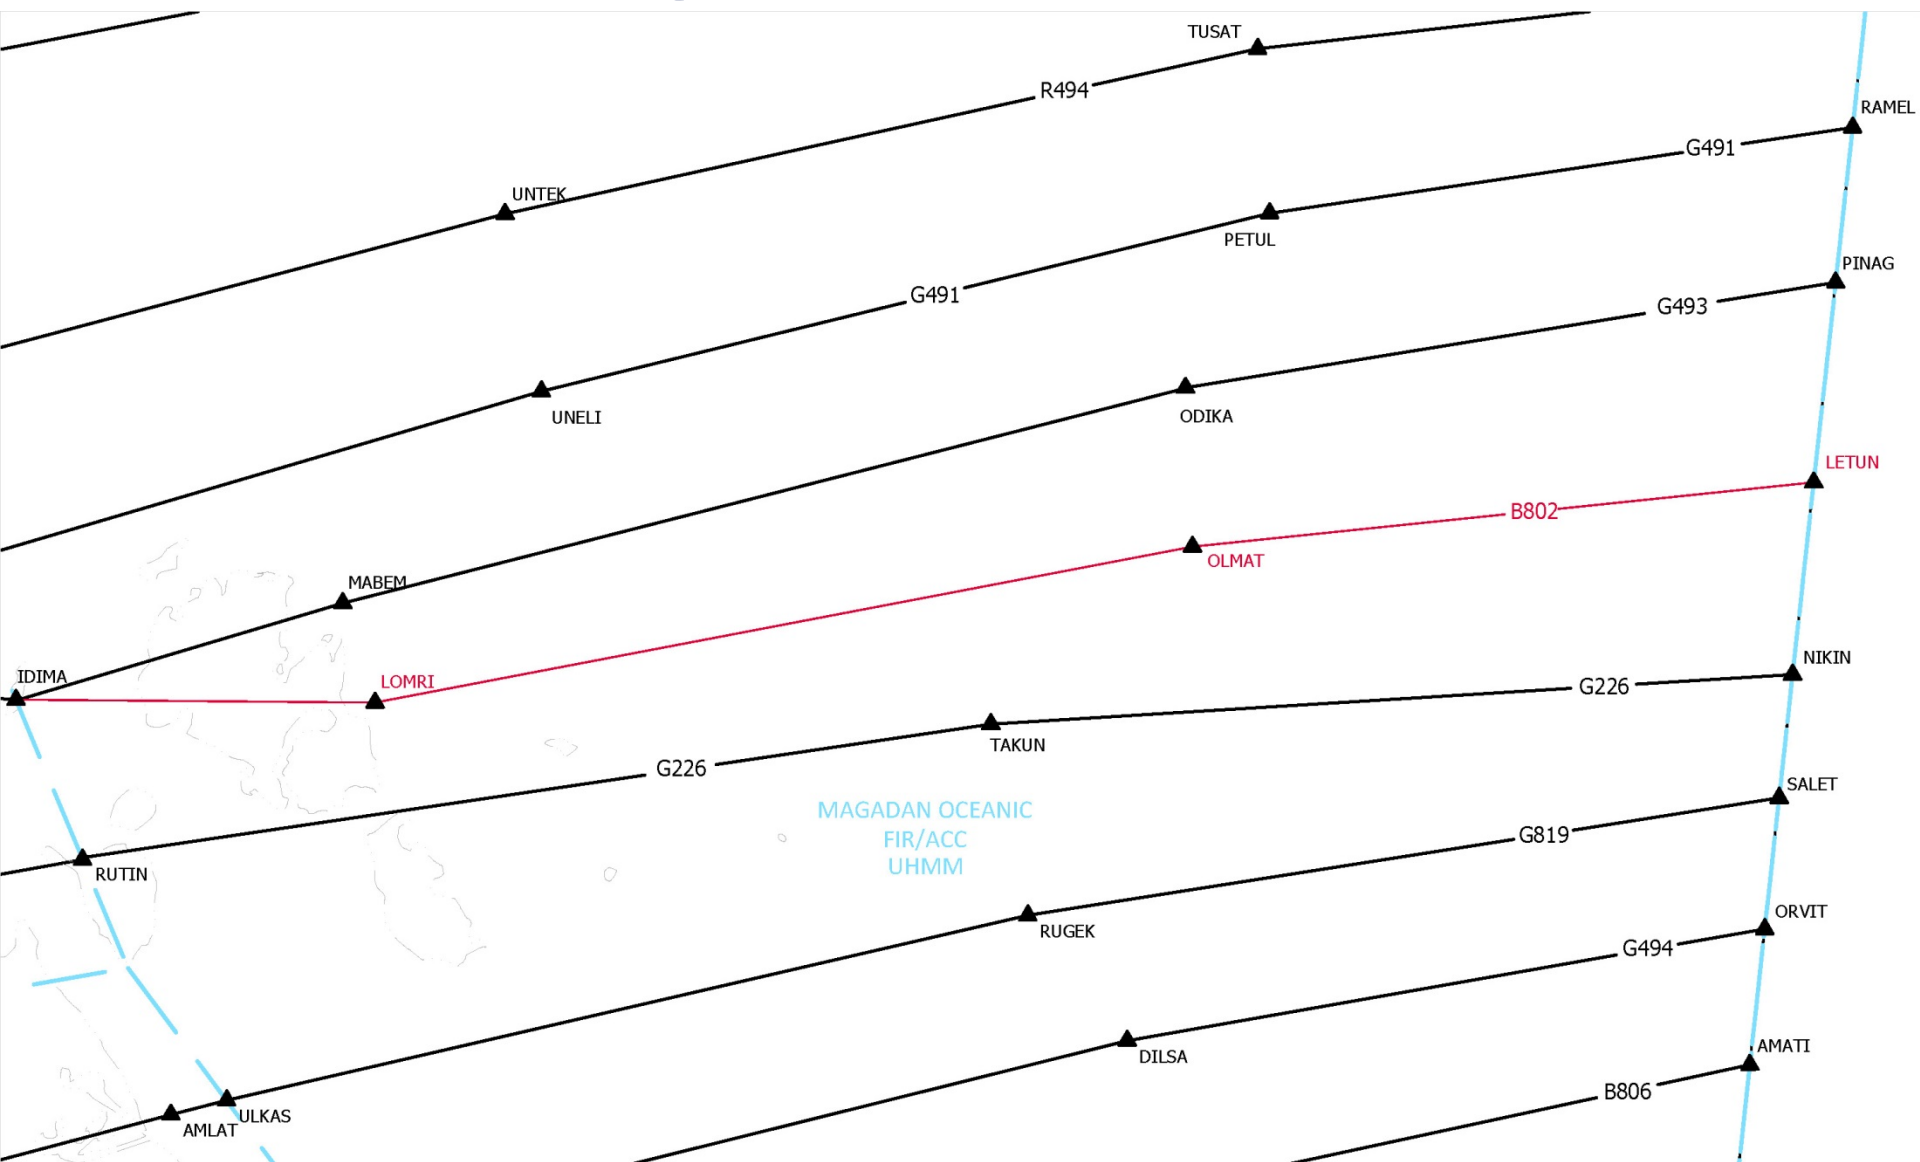 TUSAT
R494
RAMEL
G491
UNTEK
PETUL
PINAG
G491
G493
UNELI
ODIKA
LETUN
B802
OLMAT
MABEM
IDIMA
LOMRI
NIKIN
G226
TAKUN
G226
SALET
MAGADAN OCEANIC
FIR/ACC
UHMM
G819
RUTIN
ORVIT
RUGEK
G494
AMATI
DILSA
B806
ULKAS
AMLAT